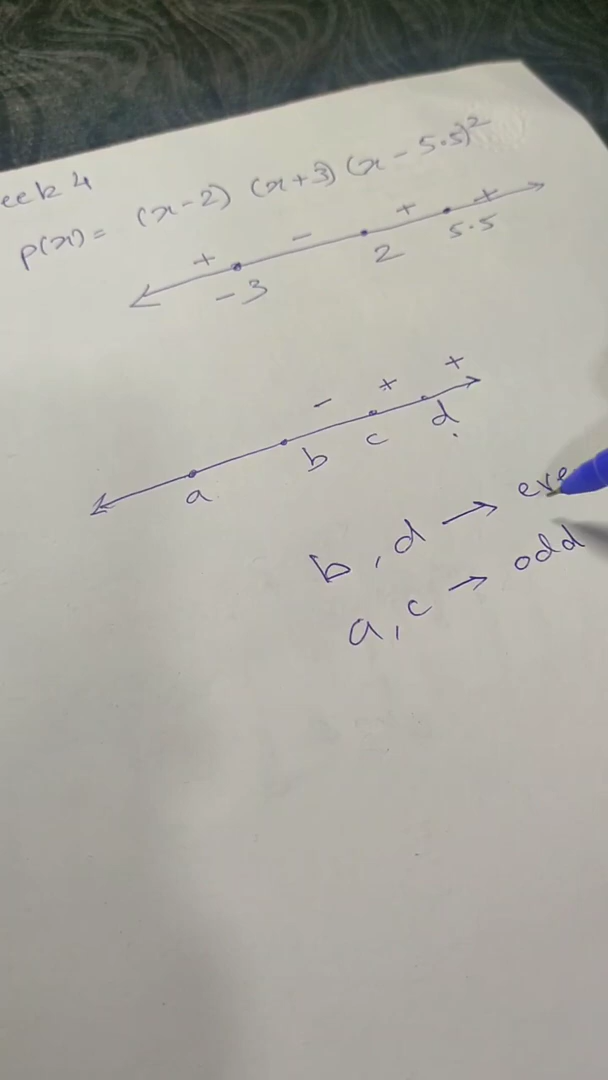 eek 4
p(x) = (x-2) (x+3) (x-5.5)²
+ - + +
-3 2 5.5
- + +
a b c d
b, d → eve
a, c → odd